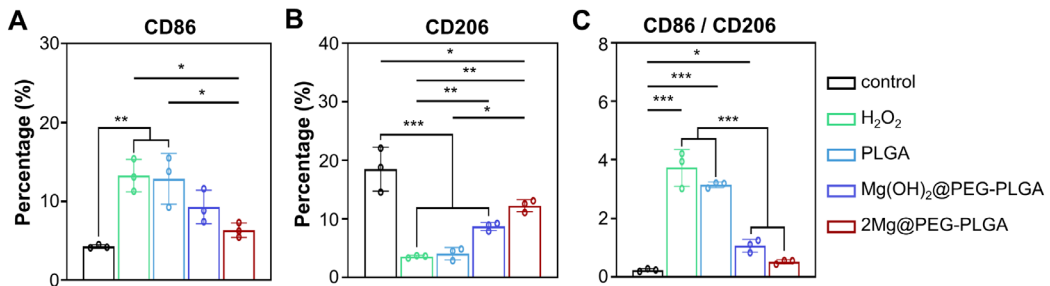 A
CD86
Percentage (%)
30
20
10
0
**
*
*
B
CD206
Percentage (%)
40
30
20
10
0
*
**
**
*
***
C
CD86 / CD206
8
6
4
2
0
*
***
***
***
control
H₂O₂
PLGA
Mg(OH)₂@PEG-PLGA
2Mg@PEG-PLGA